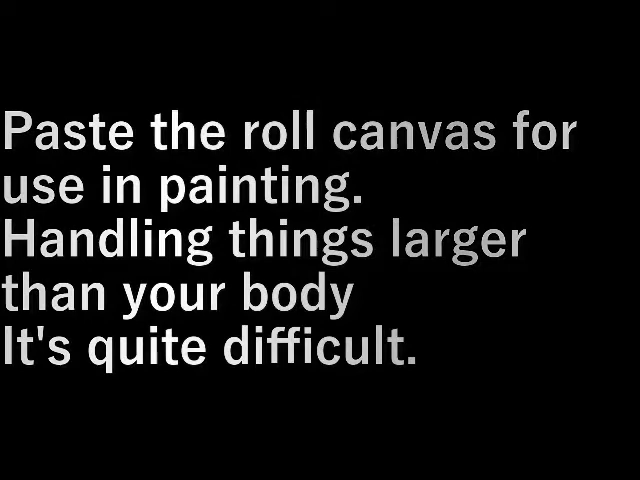 Paste the roll canvas for
use in painting.
Handling things larger
than your body
It's quite difficult.